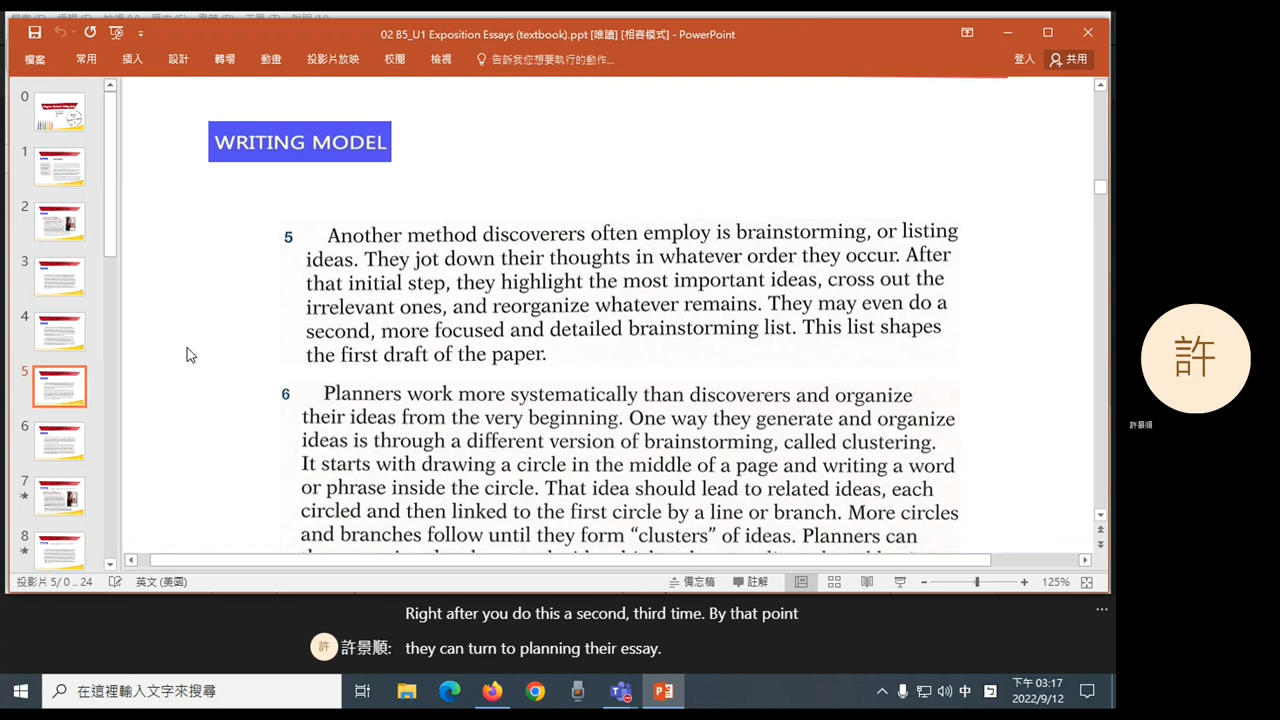 02 B5_U1 Exposition Essays (textbook).ppt [唯讀] [相容模式] - PowerPoint
檔案 常用 插入 設計 轉場 動畫 投影片放映 校閱 檢視 告訴我您想要執行的動作... 登入 共用
0
1
2
3
4
5
6
7
8
WRITING MODEL
5 Another method discoverers often employ is brainstorming, or listing
ideas. They jot down their thoughts in whatever order they occur. After
that initial step, they highlight the most important ideas, cross out the
irrelevant ones, and reorganize whatever remains. They may even do a
second, more focused and detailed brainstorming list. This list shapes
the first draft of the paper.
6 Planners work more systematically than discoverers and organize
their ideas from the very beginning. One way they generate and organize
ideas is through a different version of brainstorming called clustering.
It starts with drawing a circle in the middle of a page and writing a word
or phrase inside the circle. That idea should lead to related ideas, each
circled and then linked to the first circle by a line or branch. More circles
and branches follow until they form “clusters” of ideas. Planners can
許
許景順
投影片 5/ 0 .. 24 英文 (美國) 備忘稿 註解 125%
Right after you do this a second, third time. By that point
許 許景順: they can turn to planning their essay.
在這裡輸入文字來搜尋
中
下午 03:17
2022/9/12